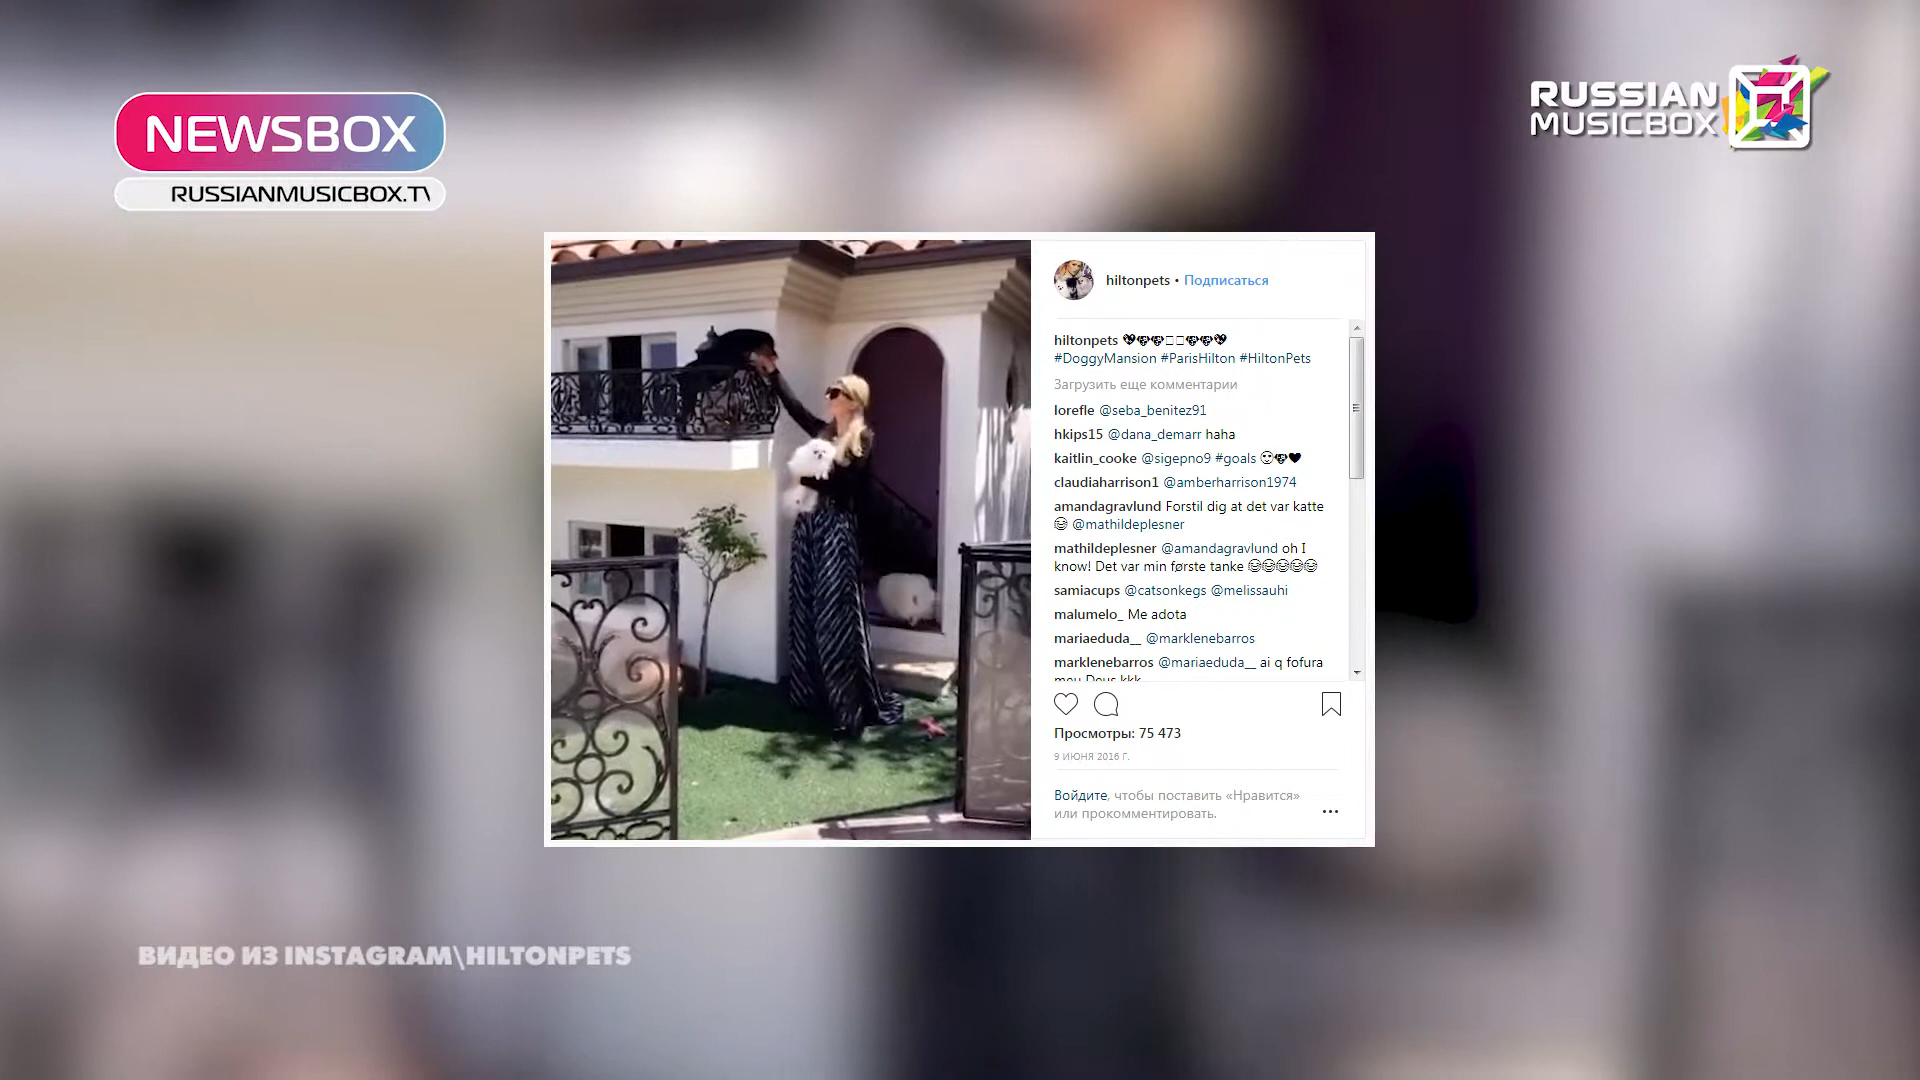 NEWSBOX
RUSSIANMUSICBOX.TV
RUSSIAN
MUSICBOX
hiltonpets • Подписаться
hiltonpets
#DoggyMansion #ParisHilton #HiltonPets
Загрузить еще комментарии
lorefle @seba_benitez91
hkips15 @dana_demarr haha
kaitlin_cooke @sigepno9 #goals
claudiaharrison1 @amberharrison1974
amandagravlund Forstil dig at det var katte
😂 @mathildeplesner
mathildeplesner @amandagravlund oh I
know! Det var min første tanke 😂😂😂😂😂
samiacups @catsonkegs @melissauhi
malumelo_ Me adota
mariaeduda__ @marklenebarros
marklenebarros @mariaeduda__ ai q fofura
meu Deus kkk
Просмотры: 75 473
9 ИЮНЯ 2016 Г.
Войдите, чтобы поставить «Нравится»
или прокомментировать.
ВИДЕО ИЗ INSTAGRAM\HILTONPETS